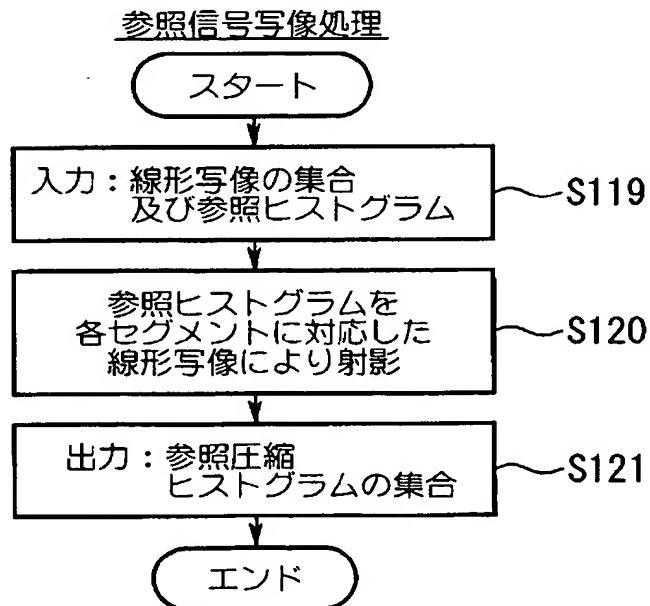 参照信号写像処理
スタート
入力：線形写像の集合
及び参照ヒストグラム
S119
参照ヒストグラムを
各セグメントに対応した
線形写像により射影
S120
出力：参照圧縮
ヒストグラムの集合
S121
エンド